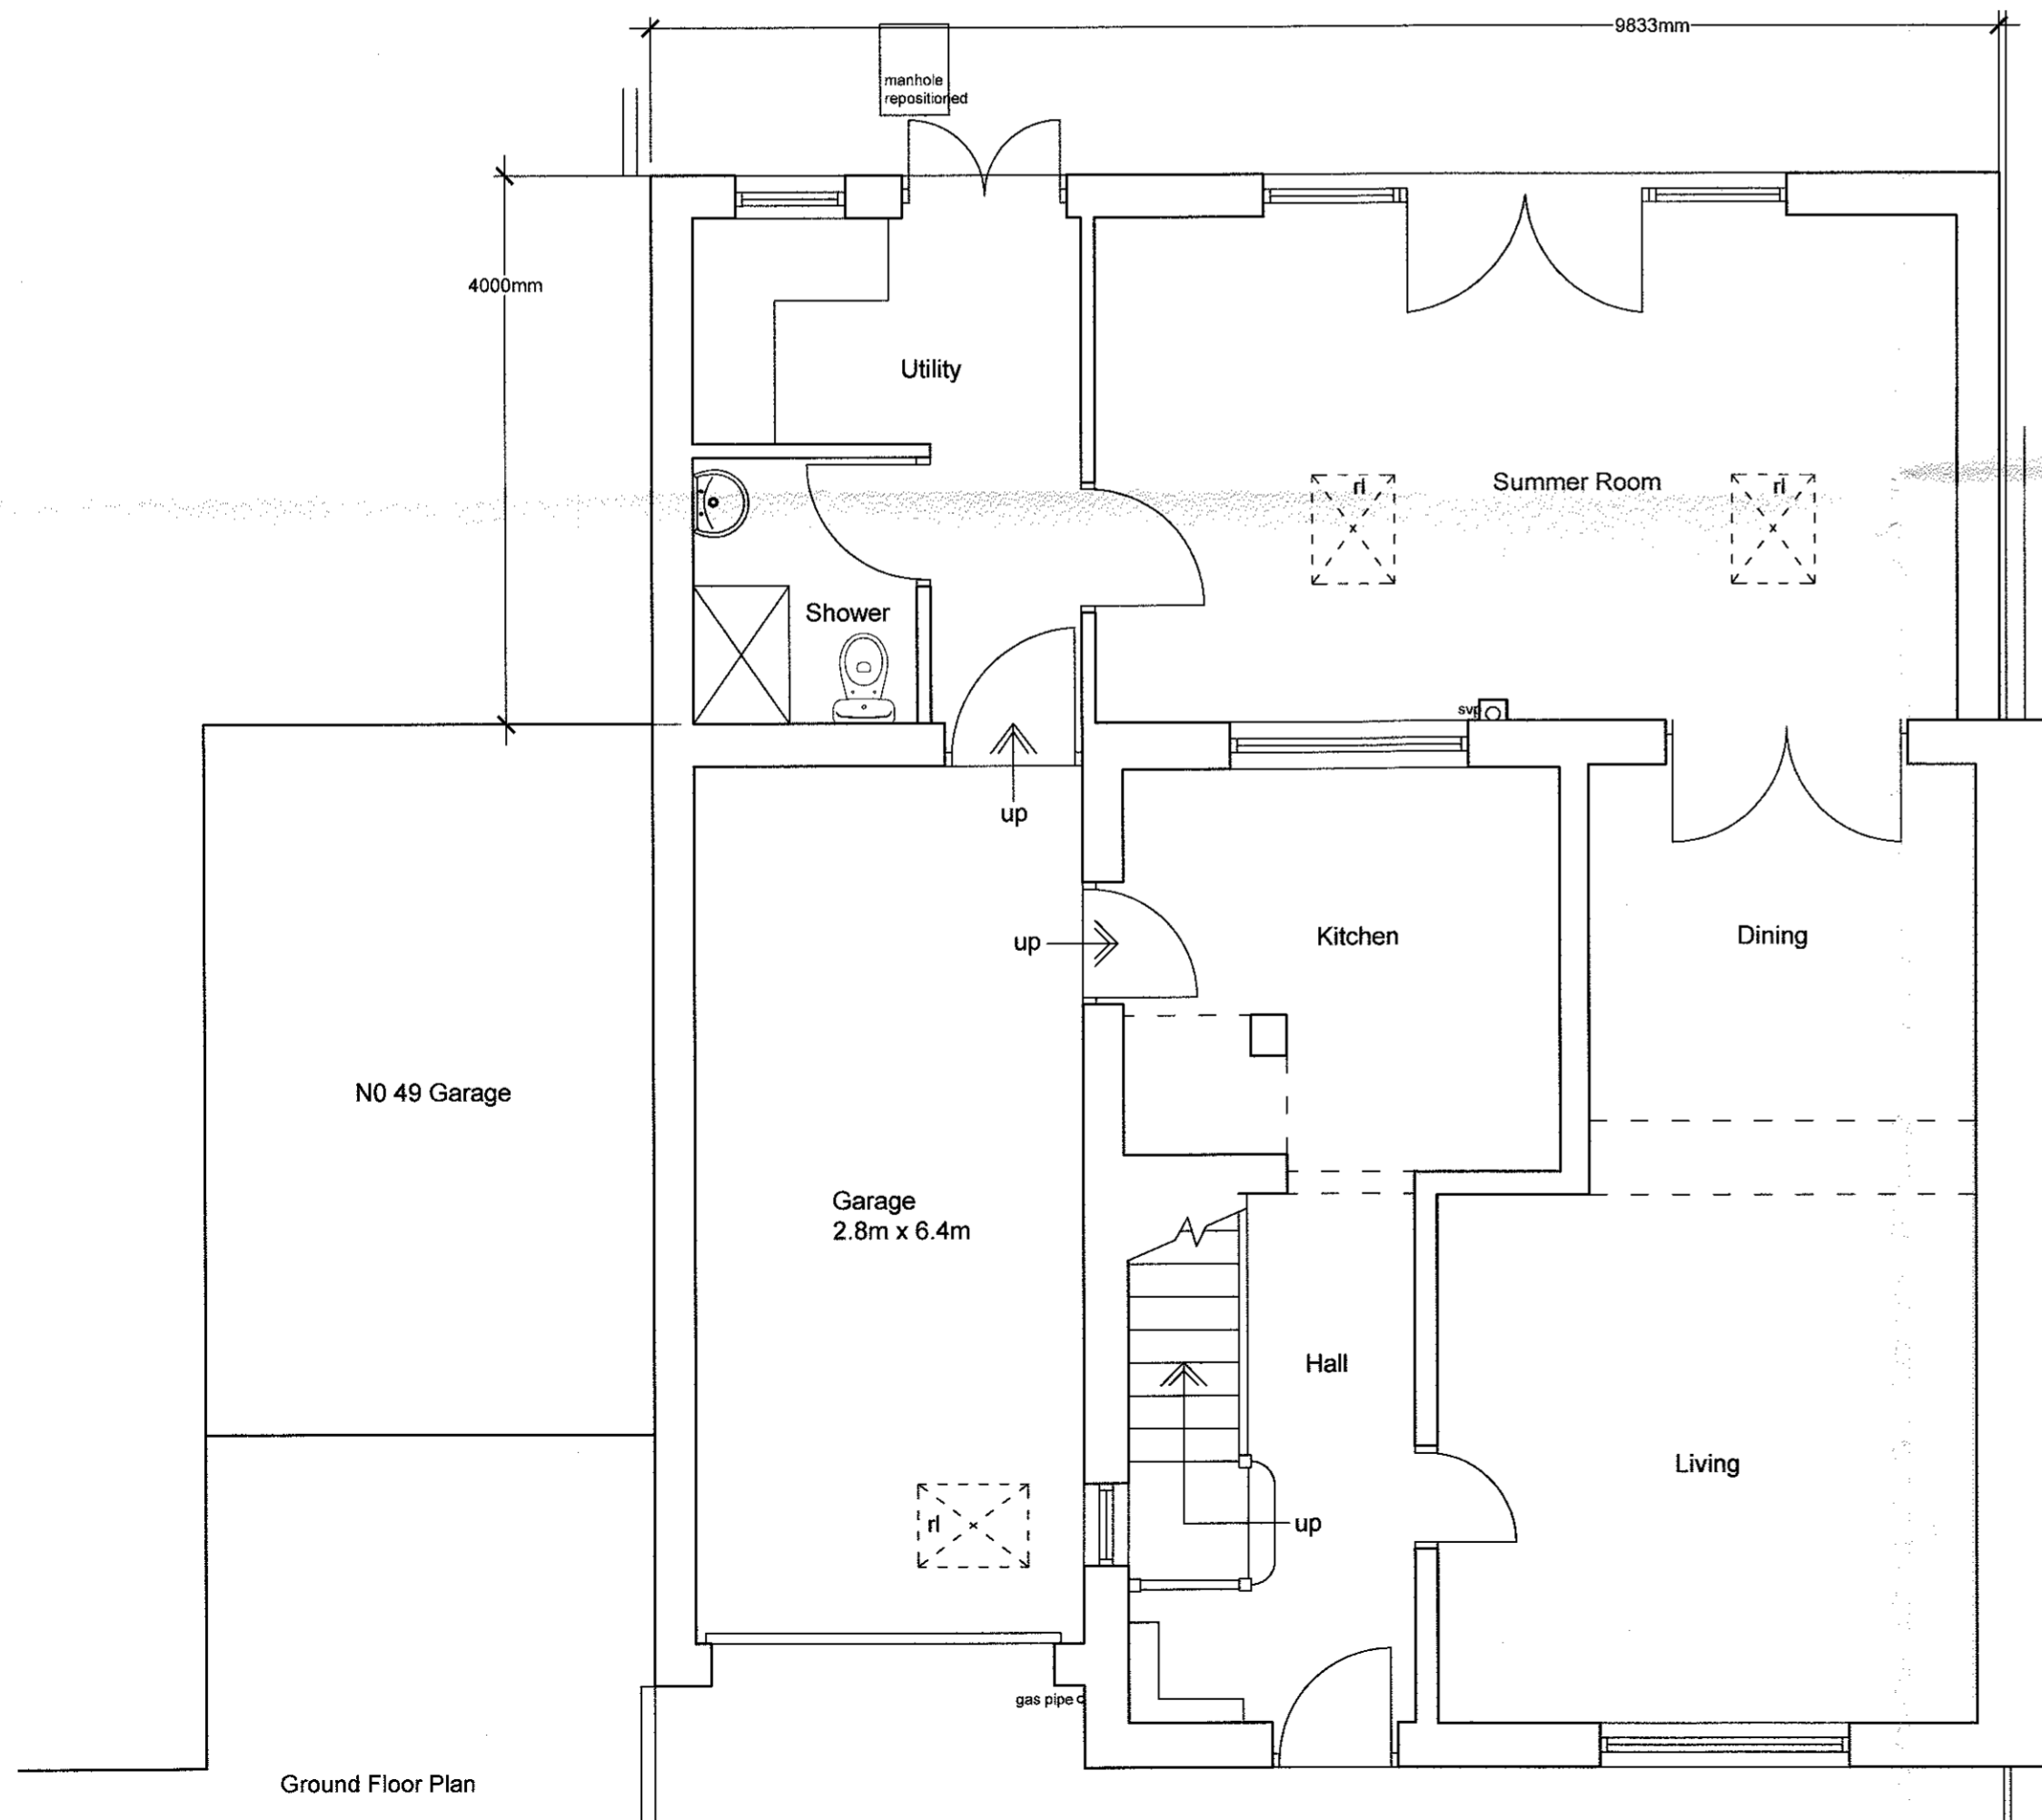 9833mm
manhole
repositioned
4000mm
Utility
Summer Room
rl
rl
Shower
svp
up
up
Kitchen
Dining
N0 49 Garage
Garage
2.8m x 6.4m
Hall
Living
rl
up
gas pipe
Ground Floor Plan